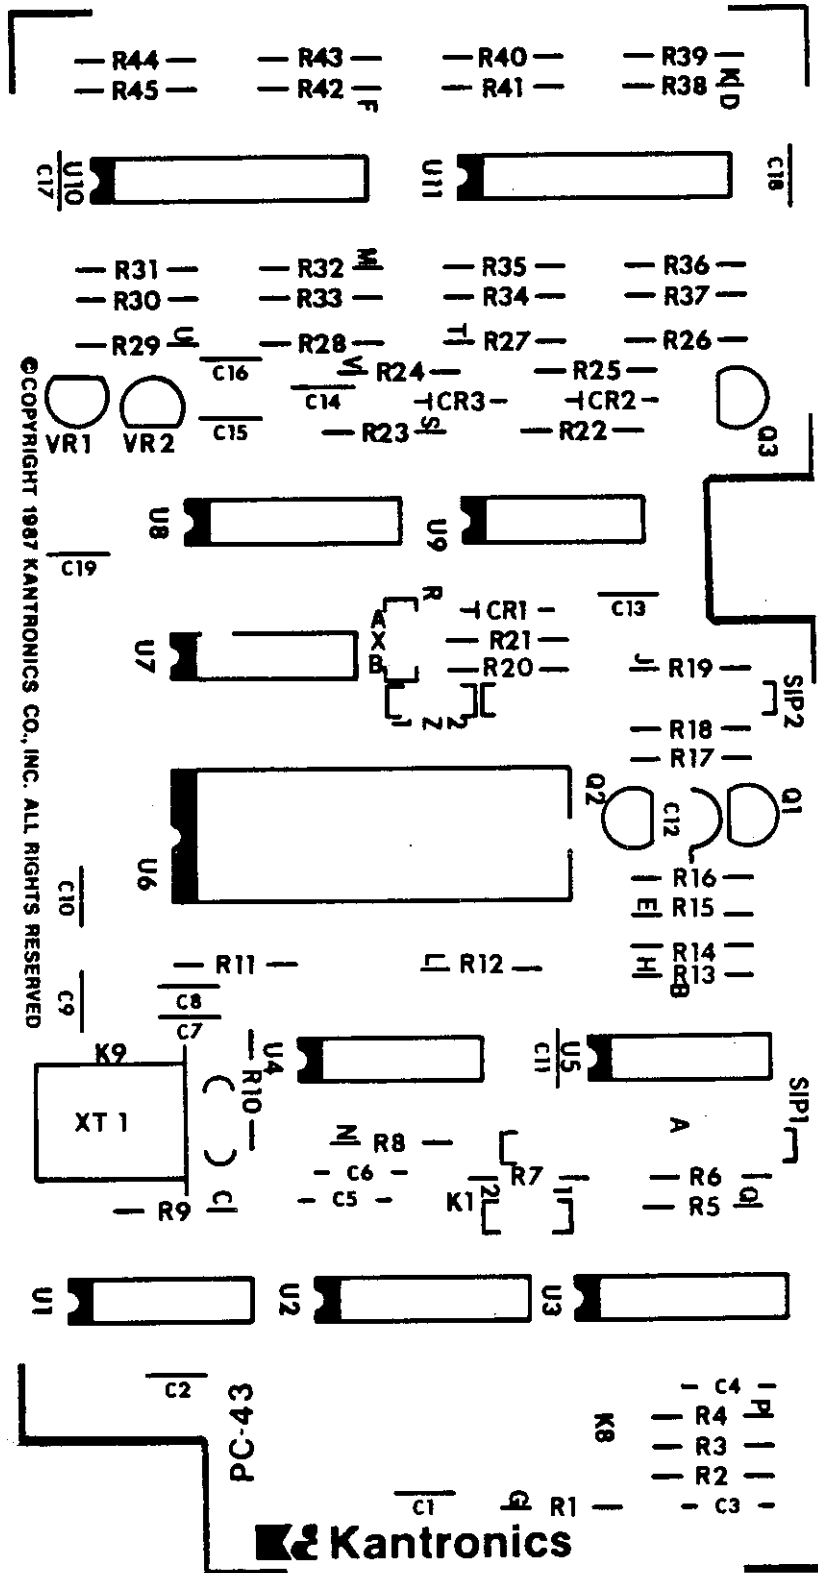 R44 R43 R40 R39
R45 R42 R41 R38 K D
F
C17 U10 U11 C18
R31 R32 M R35 R36
R30 R33 R34 R37
R29 U R28 T R27 R26
C16 V R24 R25
C14 CR3 CR2
VR1 VR2 C15 R23 S R22 Q3
©COPYRIGHT 1987 KANTRONICS CO., INC. ALL RIGHTS RESERVED
U8 U9
C19
R CR1 C13
A
X R21
U7 B R20 J R19 SIP2
1 Z 2
R18
R17
Q2 C12 Q1
U6
R16
C10 E R15
R14
R11 L R12 H R13
B
C9 C8
C7
K9 R10 U4 C11 U5
XT 1 SIP1
A
N R8
C6 R7 R6
C5 K1 2 1 R5 Q
R9 C
U1 U2 U3
C2 PC-43 C4
K8 R4 P
R3
R2
C1 G R1 C3
Kantronics